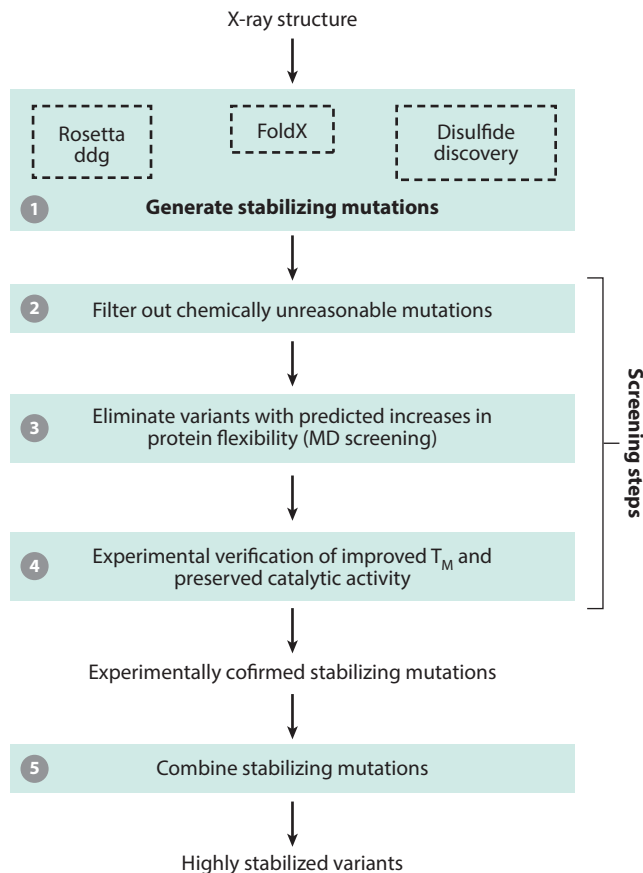 X-ray structure
Rosetta
ddg
FoldX
Disulfide
discovery
1
Generate stabilizing mutations
2
Filter out chemically unreasonable mutations
3
Eliminate variants with predicted increases in
protein flexibility (MD screening)
4
Experimental verification of improved TM and
preserved catalytic activity
Screening steps
Experimentally cofirmed stabilizing mutations
5
Combine stabilizing mutations
Highly stabilized variants